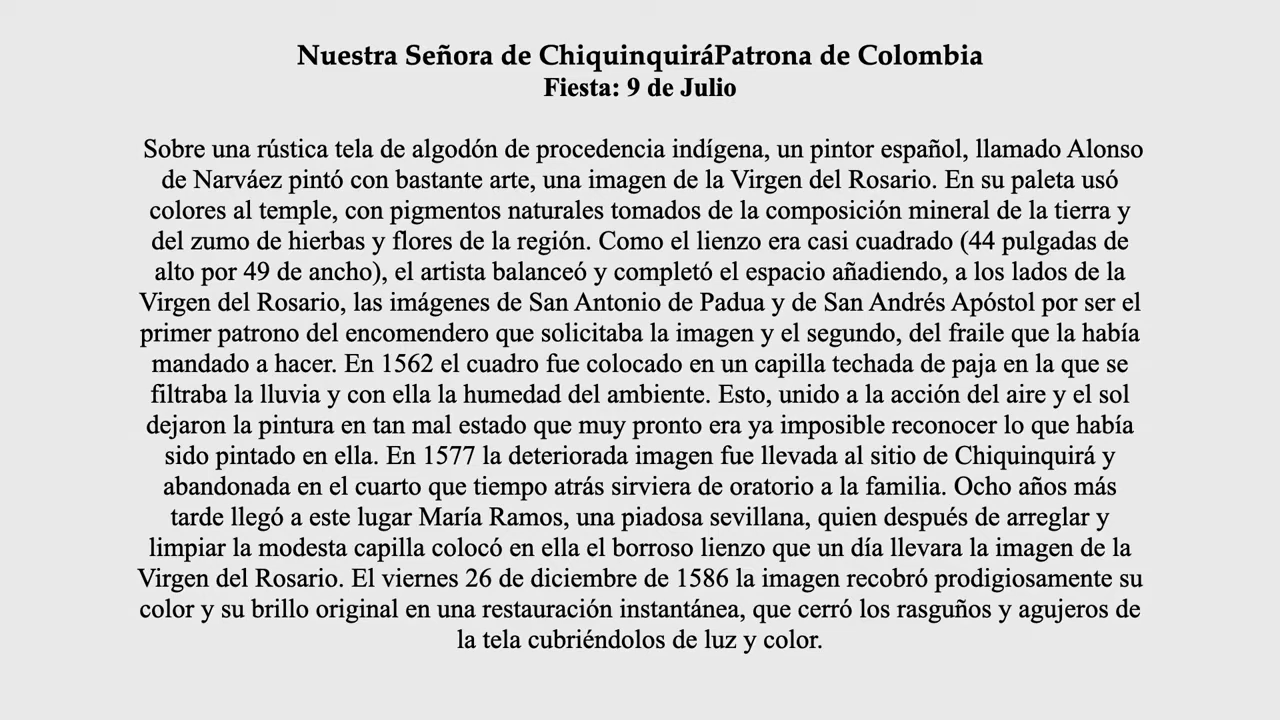 Nuestra Señora de ChiquinquiráPatrona de Colombia
Fiesta: 9 de Julio
Sobre una rústica tela de algodón de procedencia indígena, un pintor español, llamado Alonso
de Narváez pintó con bastante arte, una imagen de la Virgen del Rosario. En su paleta usó
colores al temple, con pigmentos naturales tomados de la composición mineral de la tierra y
del zumo de hierbas y flores de la región. Como el lienzo era casi cuadrado (44 pulgadas de
alto por 49 de ancho), el artista balanceó y completó el espacio añadiendo, a los lados de la
Virgen del Rosario, las imágenes de San Antonio de Padua y de San Andrés Apóstol por ser el
primer patrono del encomendero que solicitaba la imagen y el segundo, del fraile que la había
mandado a hacer. En 1562 el cuadro fue colocado en un capilla techada de paja en la que se
filtraba la lluvia y con ella la humedad del ambiente. Esto, unido a la acción del aire y el sol
dejaron la pintura en tan mal estado que muy pronto era ya imposible reconocer lo que había
sido pintado en ella. En 1577 la deteriorada imagen fue llevada al sitio de Chiquinquirá y
abandonada en el cuarto que tiempo atrás sirviera de oratorio a la familia. Ocho años más
tarde llegó a este lugar María Ramos, una piadosa sevillana, quien después de arreglar y
limpiar la modesta capilla colocó en ella el borroso lienzo que un día llevara la imagen de la
Virgen del Rosario. El viernes 26 de diciembre de 1586 la imagen recobró prodigiosamente su
color y su brillo original en una restauración instantánea, que cerró los rasguños y agujeros de
la tela cubriéndolos de luz y color.